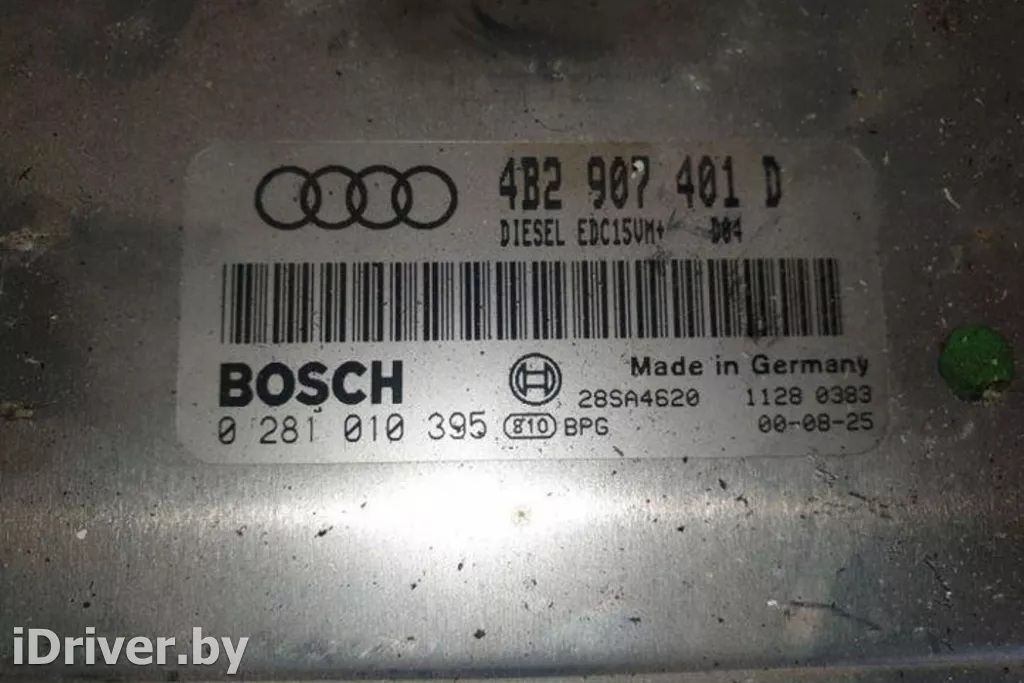 4B2 907 401 D
DIESEL EDC15VM+ D04
BOSCH
Made in Germany
28SA4620 1128 0383
0 281 010 395 810 BPG 00-08-25
iDriver.by